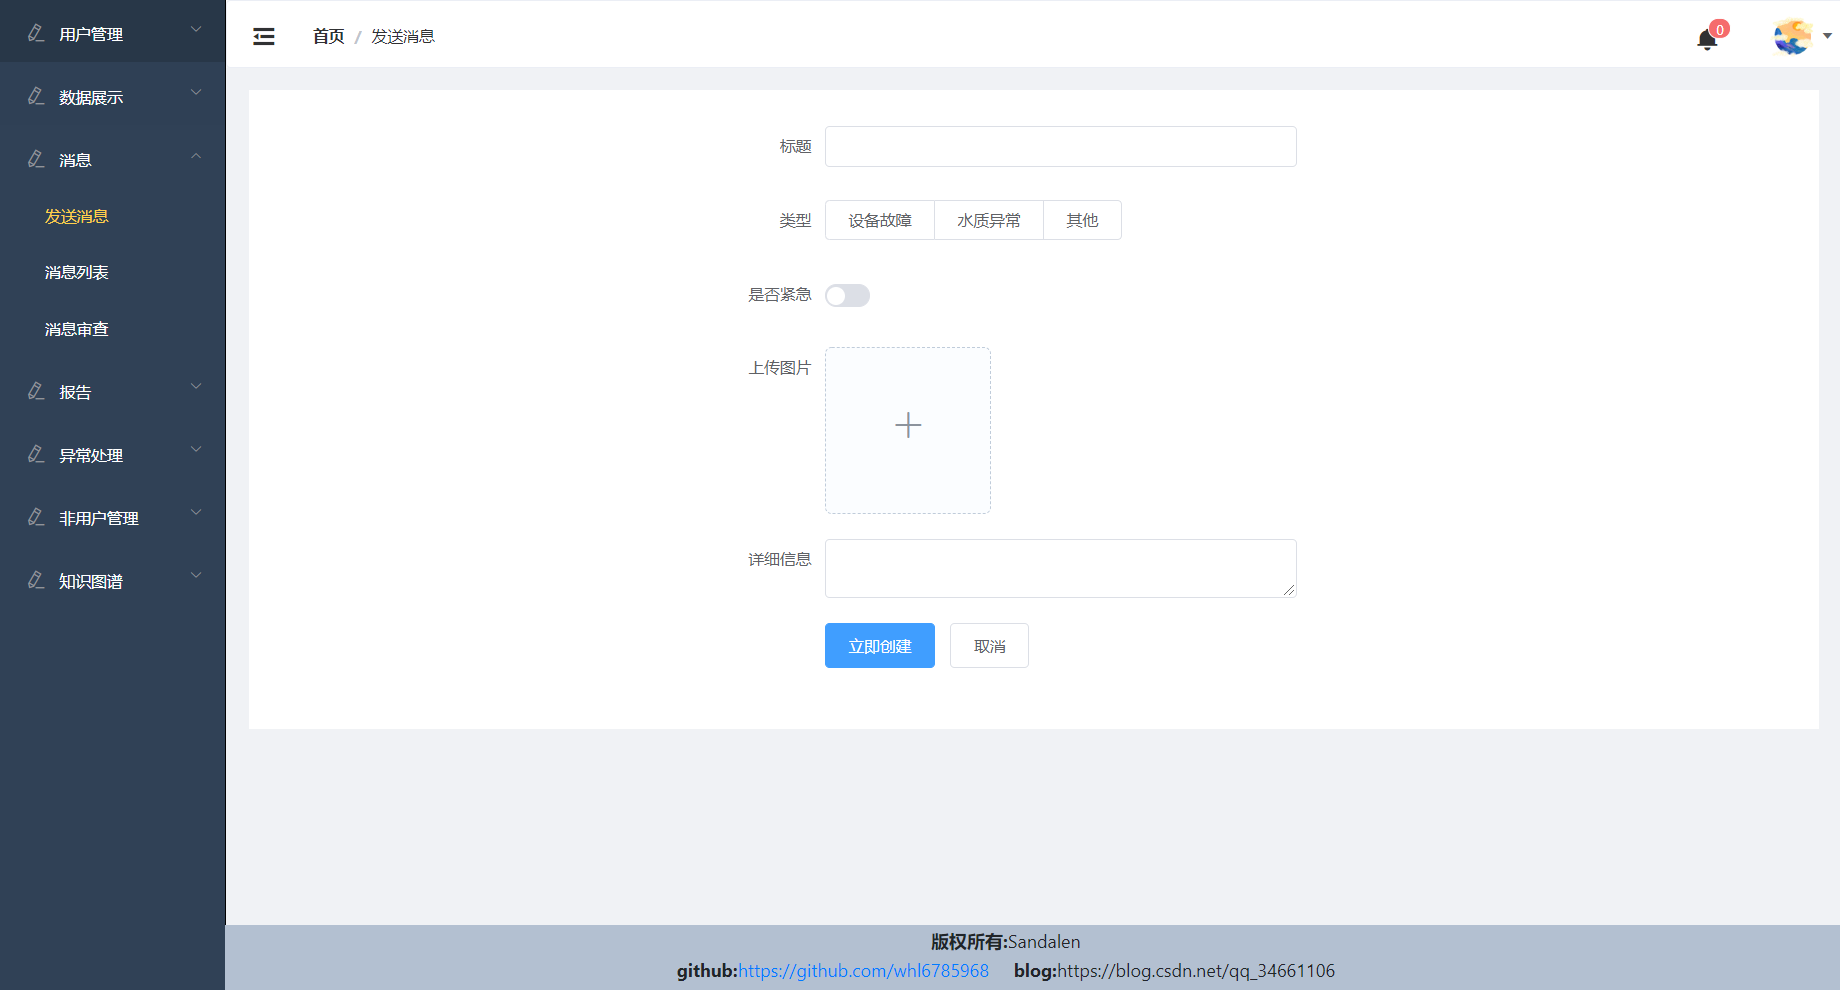 用户管理
数据展示
消息
发送消息
消息列表
消息审查
报告
异常处理
非用户管理
知识图谱
首页 / 发送消息
0
标题
类型 设备故障 水质异常 其他
是否紧急
上传图片
详细信息
立即创建 取消
版权所有:Sandalen
github:https://github.com/whl6785968 blog:https://blog.csdn.net/qq_34661106